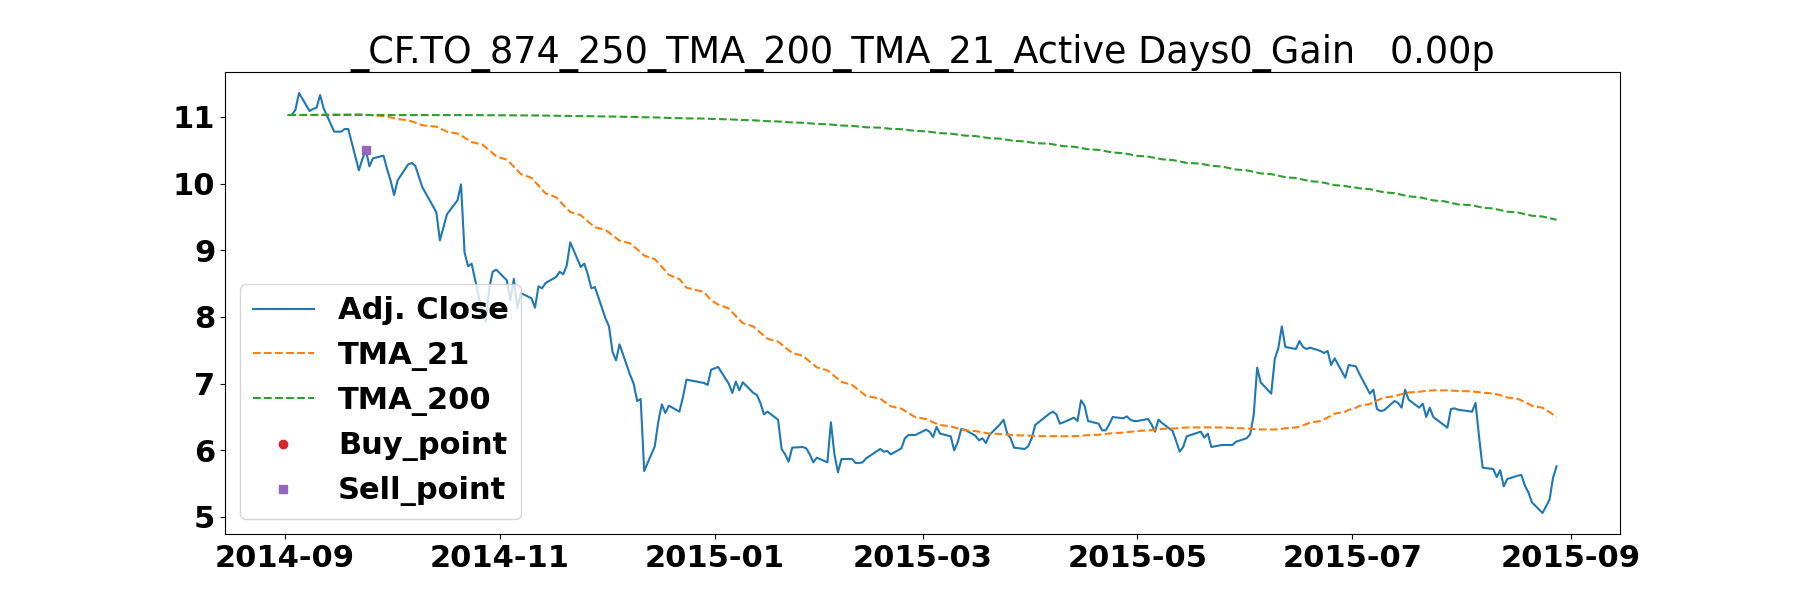 _CF.TO_874_250_TMA_200_TMA_21_Active Days0_Gain   0.00p
11
10
9
8
7
6
5
Adj. Close
TMA_21
TMA_200
Buy_point
Sell_point
2014-09 2014-11 2015-01 2015-03 2015-05 2015-07 2015-09